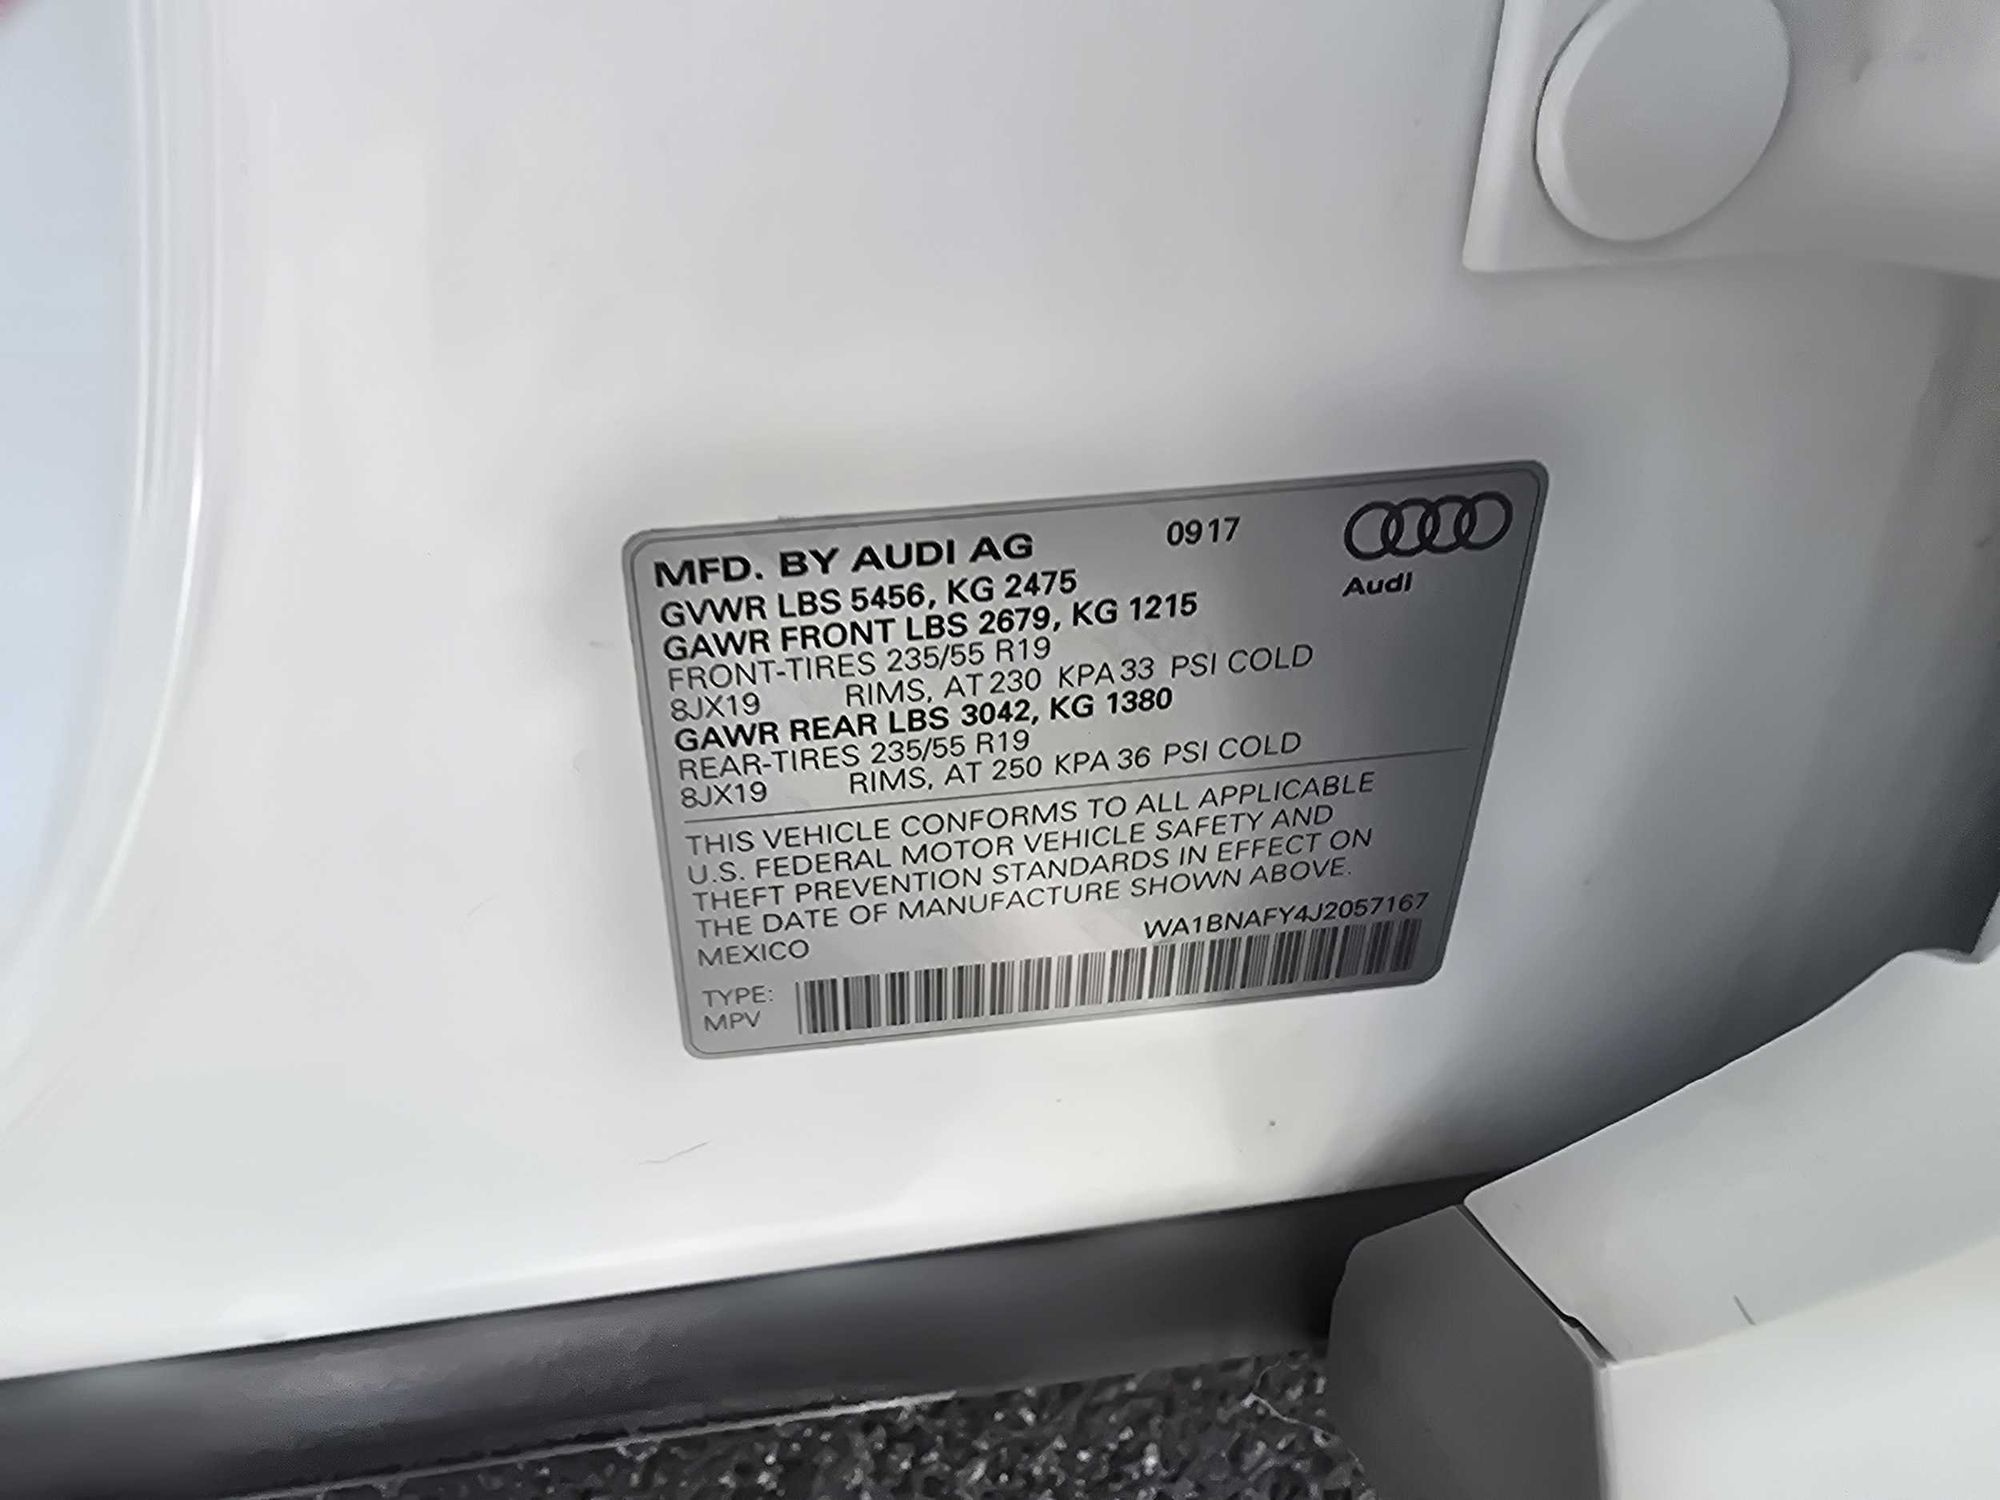 MFD. BY AUDI AG 0917
Audi
GVWR LBS 5456, KG 2475
GAWR FRONT LBS 2679, KG 1215
FRONT-TIRES 235/55 R19
8JX19 RIMS, AT 230 KPA 33 PSI COLD
GAWR REAR LBS 3042, KG 1380
REAR-TIRES 235/55 R19
8JX19 RIMS, AT 250 KPA 36 PSI COLD
THIS VEHICLE CONFORMS TO ALL APPLICABLE
U.S. FEDERAL MOTOR VEHICLE SAFETY AND
THEFT PREVENTION STANDARDS IN EFFECT ON
THE DATE OF MANUFACTURE SHOWN ABOVE.
MEXICO WA1BNAFY4J2057167
TYPE:
MPV